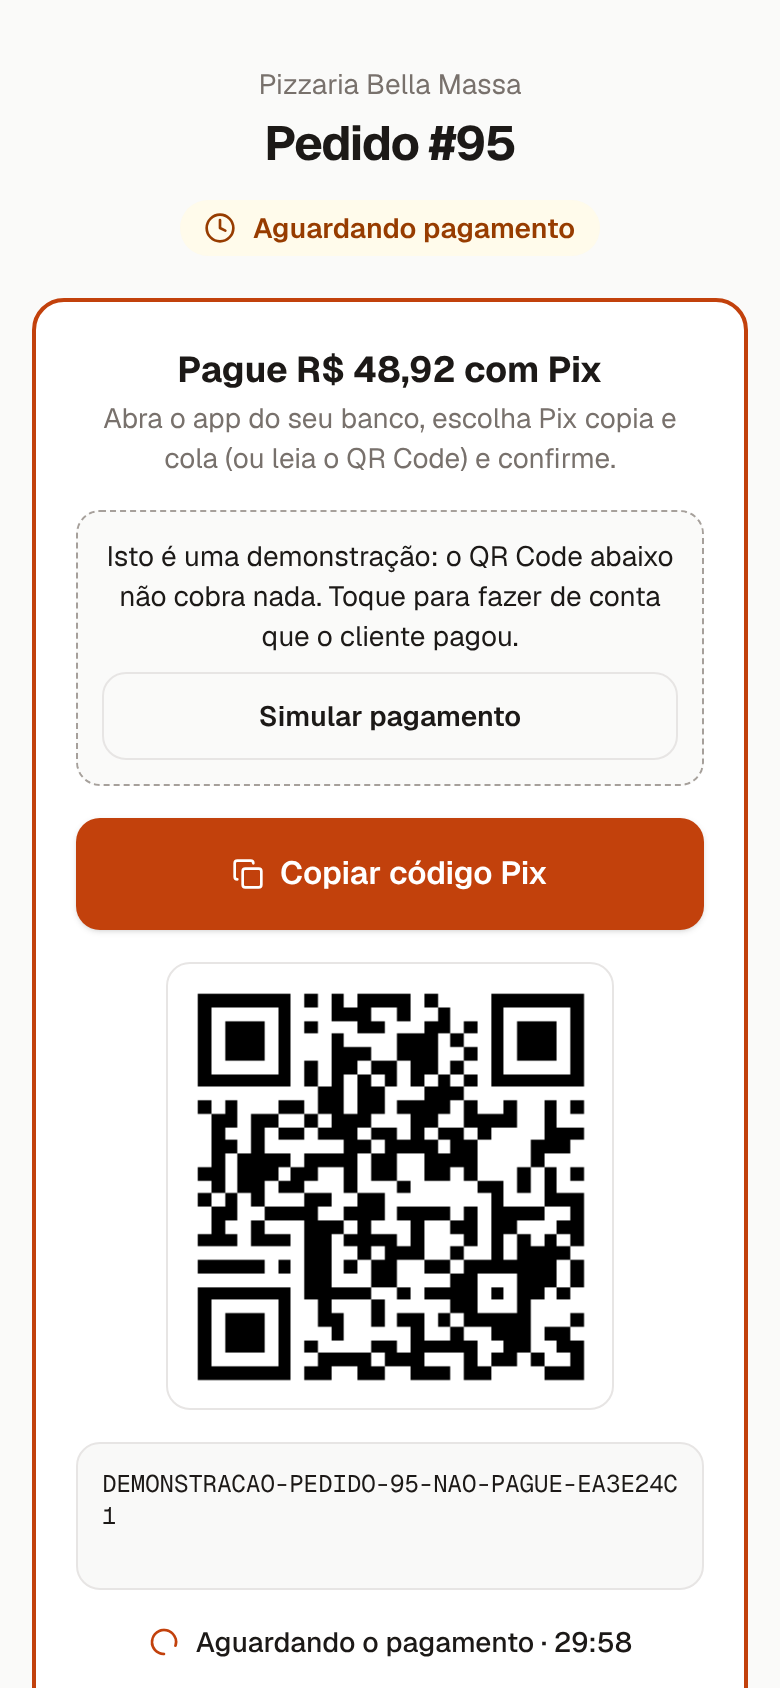 Pizzaria Bella Massa
Pedido #95
Aguardando pagamento
Pague R$ 48,92 com Pix
Abra o app do seu banco, escolha Pix copia e
cola (ou leia o QR Code) e confirme.
Isto é uma demonstração: o QR Code abaixo
não cobra nada. Toque para fazer de conta
que o cliente pagou.
Simular pagamento
Copiar código Pix
DEMONSTRACAO-PEDIDO-95-NAO-PAGUE-EA3E24C
1
Aguardando o pagamento · 29:58